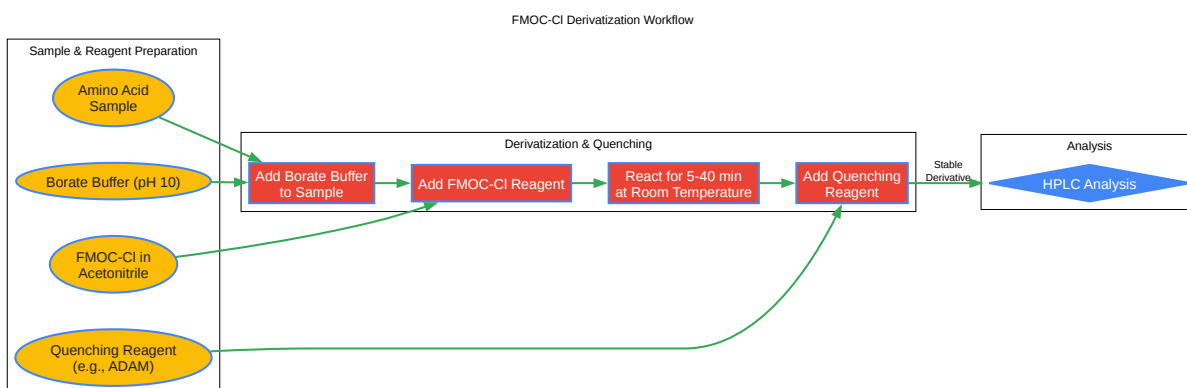 FMOC-Cl Derivatization Workflow
Sample & Reagent Preparation
Amino Acid
Sample
Borate Buffer (pH 10)
FMOC-Cl in
Acetonitrile
Quenching Reagent
(e.g., ADAM)
Derivatization & Quenching
Add Borate Buffer
to Sample
Add FMOC-Cl Reagent
React for 5-40 min
at Room Temperature
Add Quenching
Reagent
Stable
Derivative
Analysis
HPLC Analysis